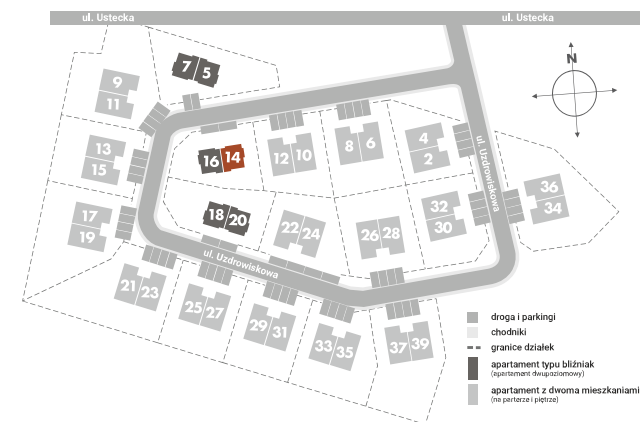 ul. Ustecka
ul. Ustecka
N
7 5
9
11
13
15
16 14
12 10
8 6
4
2
ul. Uzdrowiskowa
36
34
17
19
18 20
22 24
26 28
32
30
ul. Uzdrowiskowa
21 23
25 27
29 31
33 35
37 39
droga i parkingi
chodniki
granice działek
apartament typu bliźniak
(apartament dwupoziomowy)
apartament z dwoma mieszkaniami
(na parterze i piętrze)